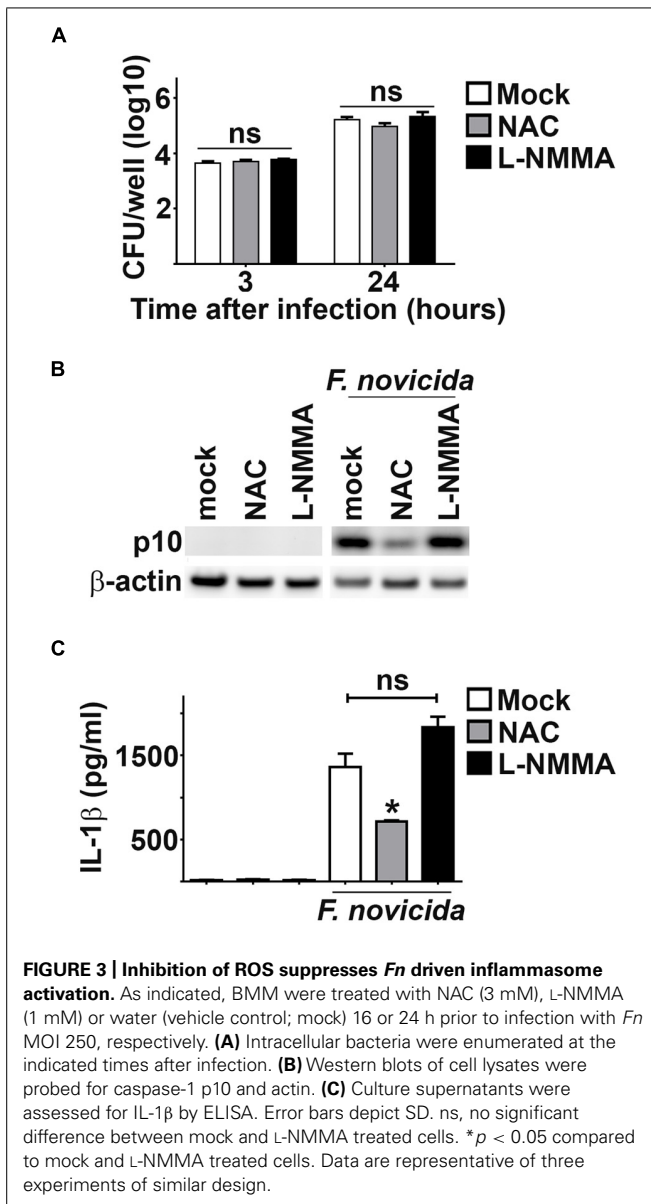 A
CFU/well (log10)
6
4
2
ns
ns
Mock
NAC
L-NMMA
3
24
Time after infection (hours)
B
F. novicida
mock
NAC
L-NMMA
mock
NAC
L-NMMA
p10
β-actin
C
IL-1β (pg/ml)
1500
500
ns
*
Mock
NAC
L-NMMA
F. novicida
FIGURE 3 | Inhibition of ROS suppresses Fn driven inflammasome
activation. As indicated, BMM were treated with NAC (3 mM), L-NMMA
(1 mM) or water (vehicle control; mock) 16 or 24 h prior to infection with Fn
MOI 250, respectively. (A) Intracellular bacteria were enumerated at the
indicated times after infection. (B) Western blots of cell lysates were
probed for caspase-1 p10 and actin. (C) Culture supernatants were
assessed for IL-1β by ELISA. Error bars depict SD. ns, no significant
difference between mock and L-NMMA treated cells. *p < 0.05 compared
to mock and L-NMMA treated cells. Data are representative of three
experiments of similar design.